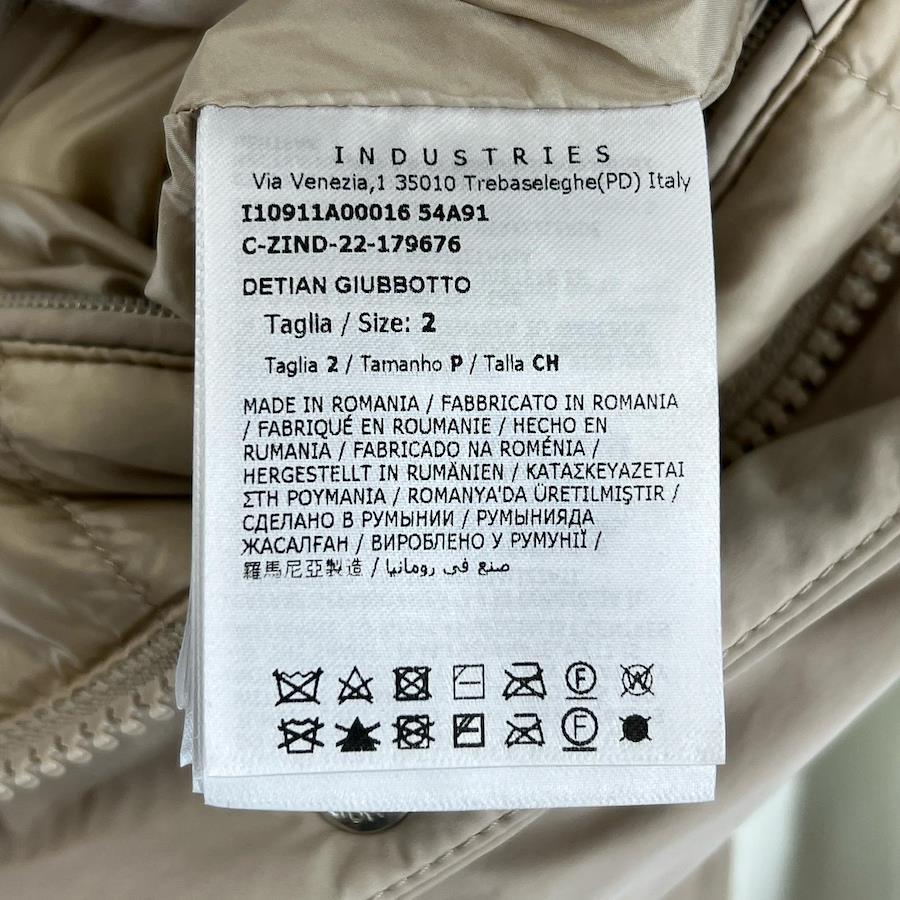 INDUSTRIES
Via Venezia,1 35010 Trebaseleghe(PD) Italy
I10911A00016 54A91
C-ZIND-22-179676
DETIAN GIUBBOTTO
Taglia / Size: 2
Taglia 2 / Tamanho P / Talla CH
MADE IN ROMANIA / FABBRICATO IN ROMANIA
/ FABRIQUÉ EN ROUMANIE / HECHO EN
RUMANIA / FABRICADO NA ROMÉNIA /
HERGESTELLT IN RUMÄNIEN / ΚΑΤΑΣΚΕΥΑΖΕΤΑΙ
ΣΤΗ ΡΟΥΜΑΝΙΑ / ROMANYA'DA ÜRETILMIŞTIR /
СДЕЛАНО В РУМЫНИИ / РУМЫНИЯДА
ЖАСАЛҒАН / ВИРОБЛЕНО У РУМУНІЇ /
羅馬尼亞製造 / صنع في رومانيا
F W
F